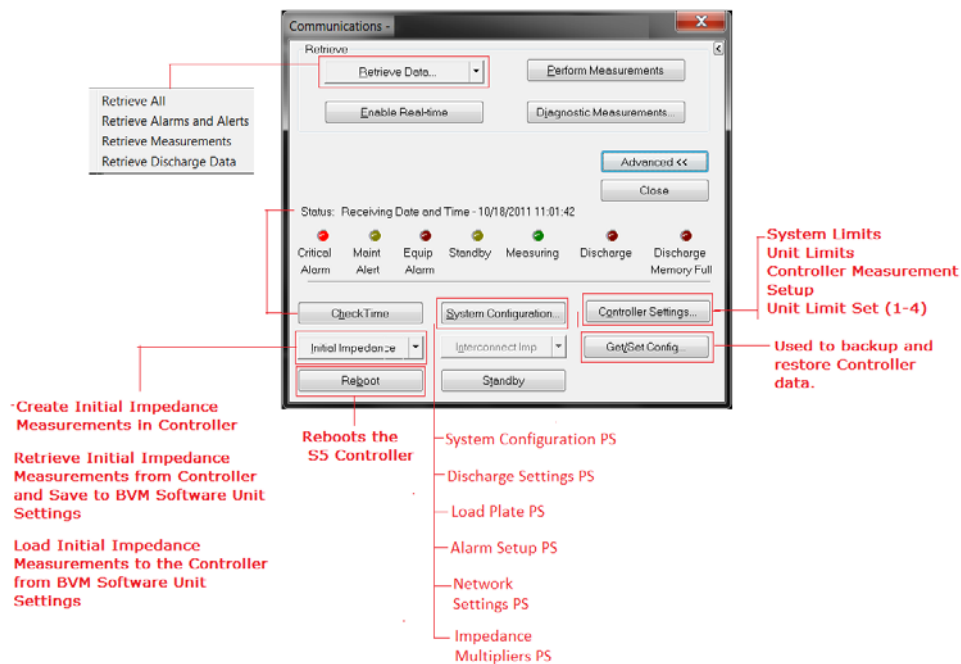 Communications -
Retrieve
Retrieve Data...
Perform Measurements
Enable Real-time
Diagnostic Measurements...
Retrieve All
Retrieve Alarms and Alerts
Retrieve Measurements
Retrieve Discharge Data
Advanced <<
Close
Status: Receiving Date and Time - 10/18/2011 11:01:42
Critical
Alarm
Maint
Alert
Equip
Alarm
Standby
Measuring
Discharge
Discharge
Memory Full
Check Time
System Configuration...
Controller Settings...
Initial Impedance
Interconnect Imp
Get/Set Config...
Reboot
Standby
System Limits
Unit Limits
Controller Measurement
Setup
Unit Limit Set (1-4)
Used to backup and
restore Controller
data.
Create Initial Impedance
Measurements in Controller
Retrieve Initial Impedance
Measurements from Controller
and Save to BVM Software Unit
Settings
Load Initial Impedance
Measurements to the Controller
from BVM Software Unit
Settings
Reboots the
S5 Controller
System Configuration PS
Discharge Settings PS
Load Plate PS
Alarm Setup PS
Network
Settings PS
Impedance
Multipliers PS